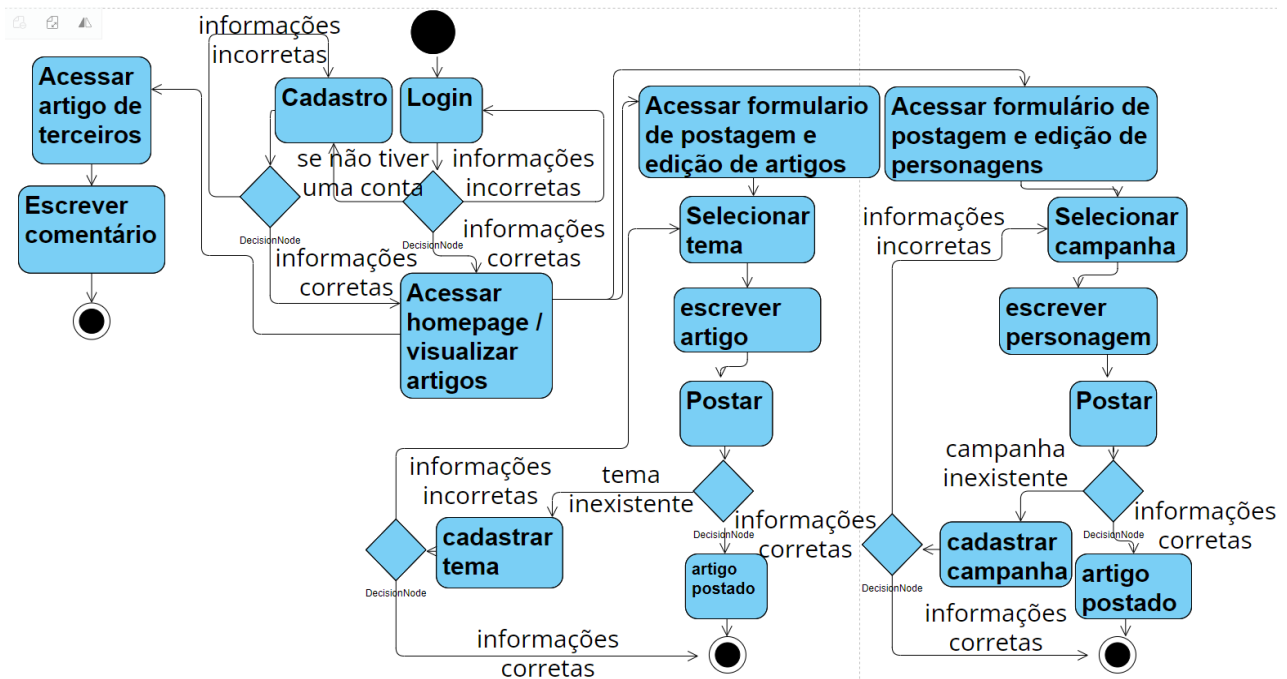 informações
incorretas
Acessar
artigo de
terceiros
Cadastro
Login
Acessar formulario
de postagem e
edição de artigos
Acessar formulário de
postagem e edição de
personagens
se não tiver
uma conta
informações
incorretas
Escrever
comentário
DecisionNode
DecisionNode
informações
corretas
informações
corretas
Selecionar
tema
informações
incorretas
Selecionar
campanha
Acessar
homepage /
visualizar
artigos
escrever
artigo
escrever
personagem
Postar
Postar
informações
incorretas
tema
inexistente
campanha
inexistente
DecisionNode
informações
corretas
DecisionNode
informações
corretas
cadastrar
tema
DecisionNode
artigo
postado
cadastrar
campanha
DecisionNode
artigo
postado
informações
corretas
informações
corretas